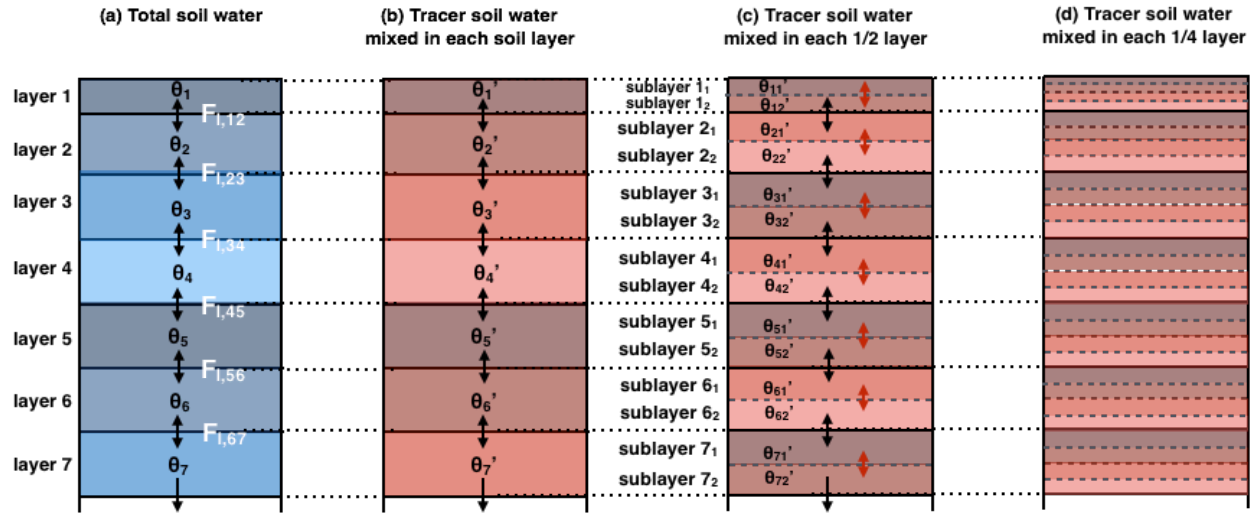 (a) Total soil water
(b) Tracer soil water
mixed in each soil layer
(c) Tracer soil water
mixed in each 1/2 layer
(d) Tracer soil water
mixed in each 1/4 layer
layer 1
layer 2
layer 3
layer 4
layer 5
layer 6
layer 7
θ1
FI,12
θ2
FI,23
θ3
FI,34
θ4
FI,45
θ5
FI,56
θ6
FI,67
θ7
θ1’
θ2’
θ3’
θ4’
θ5’
θ6’
θ7’
sublayer 11
sublayer 12
sublayer 21
sublayer 22
sublayer 31
sublayer 32
sublayer 41
sublayer 42
sublayer 51
sublayer 52
sublayer 61
sublayer 62
sublayer 71
sublayer 72
θ11’
θ12’
θ21’
θ22’
θ31’
θ32’
θ41’
θ42’
θ51’
θ52’
θ61’
θ62’
θ71’
θ72’